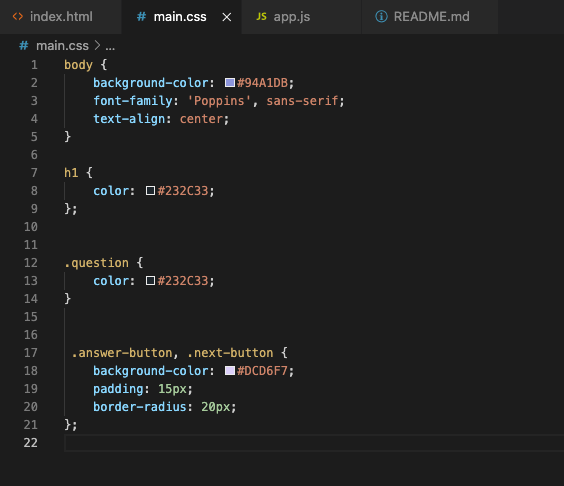 index.html # main.css × JS app.js README.md
# main.css > ...
1 body {
2 background-color: #94A1DB;
3 font-family: 'Poppins', sans-serif;
4 text-align: center;
5 }
6
7 h1 {
8 color: #232C33;
9 };
10
11
12 .question {
13 color: #232C33;
14 }
15
16
17 .answer-button, .next-button {
18 background-color: #DCD6F7;
19 padding: 15px;
20 border-radius: 20px;
21 };
22